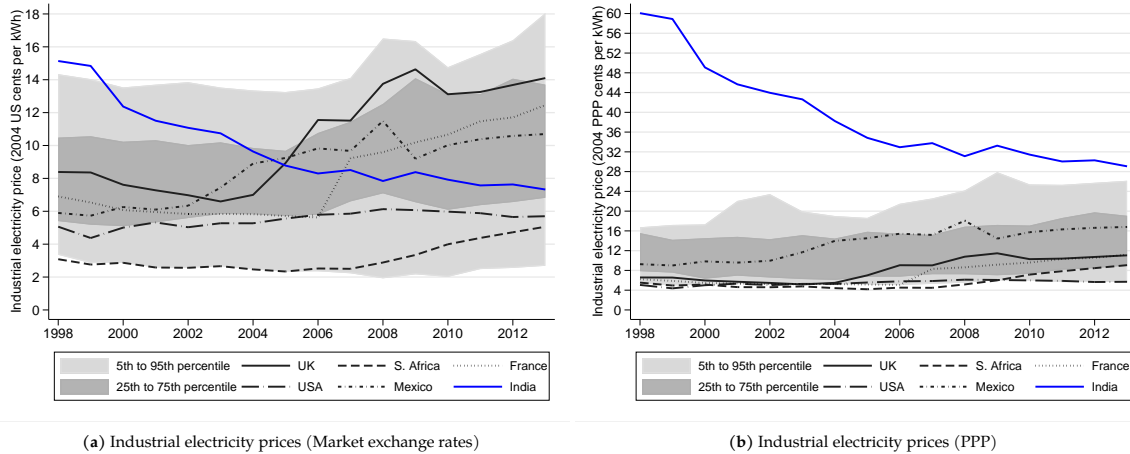 Industrial electricity price (2004 US cents per kWh)
18
16
14
12
10
8
6
4
2
0
1998 2000 2002 2004 2006 2008 2010 2012
5th to 95th percentile UK S. Africa France
25th to 75th percentile USA Mexico India
(a) Industrial electricity prices (Market exchange rates)
Industrial electricity price (2004 PPP cents per kWh)
60
56
52
48
44
40
36
32
28
24
20
16
12
8
4
0
1998 2000 2002 2004 2006 2008 2010 2012
5th to 95th percentile UK S. Africa France
25th to 75th percentile USA Mexico India
(b) Industrial electricity prices (PPP)